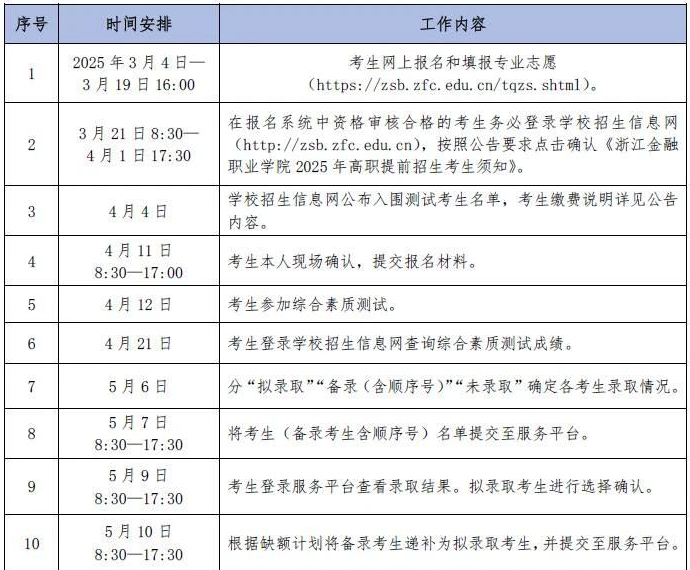 序号 时间安排 工作内容
1 2025 年 3 月 4 日—
3 月 19 日 16:00
考生网上报名和填报专业志愿
(https://zsb.zfc.edu.cn/tqzs.shtml)。
2 3 月 21 日 8:30—
4 月 1 日 17:30
在报名系统中资格审核合格的考生务必登录学校招生信息网
(http://zsb.zfc.edu.cn),按照公告要求点击确认《浙江金融
职业学院 2025 年高职提前招生考生须知》。
3 4 月 4 日
学校招生信息网公布入围测试考生名单,考生缴费说明详见公告
内容。
4 4 月 11 日
8:30—17:00
考生本人现场确认,提交报名材料。
5 4 月 12 日 考生参加综合素质测试。
6 4 月 21 日 考生登录学校招生信息网查询综合素质测试成绩。
7 5 月 6 日 分“拟录取”“备录(含顺序号)”“未录取”确定各考生录取情况。
8 5 月 7 日
8:30—17:30
将考生(备录考生含顺序号)名单提交至服务平台。
9 5 月 9 日
8:30—17:30
考生登录服务平台查看录取结果。拟录取考生进行选择确认。
10 5 月 10 日
8:30—17:30
根据缺额计划将备录考生递补为拟录取考生,并提交至服务平台。